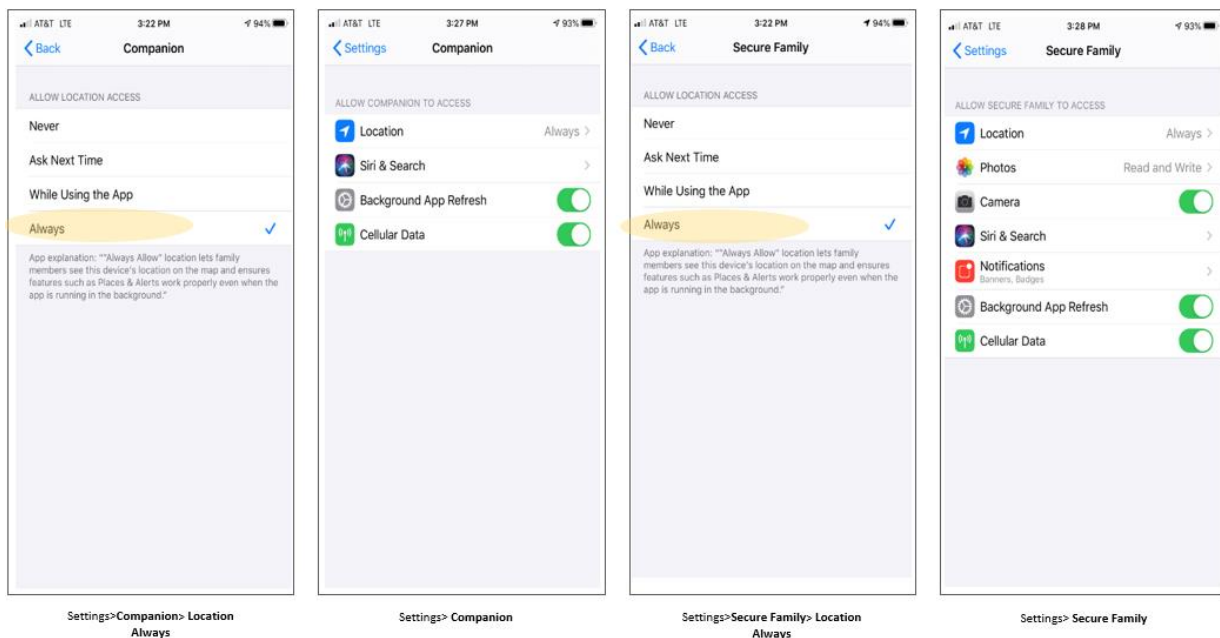 AT&T LTE 3:22 PM 94%
Back Companion
ALLOW LOCATION ACCESS
Never
Ask Next Time
While Using the App
Always
App explanation: ""Always Allow" location lets family
members see this device's location on the map and ensures
features such as Places & Alerts work properly even when the
app is running in the background."
Settings>Companion> Location
Always
AT&T LTE 3:27 PM 93%
Settings Companion
ALLOW COMPANION TO ACCESS
Location Always
Siri & Search
Background App Refresh
Cellular Data
Settings> Companion
AT&T LTE 3:22 PM 94%
Back Secure Family
ALLOW LOCATION ACCESS
Never
Ask Next Time
While Using the App
Always
App explanation: ""Always Allow" location lets family
members see this device's location on the map and ensures
features such as Places & Alerts work properly even when the
app is running in the background."
Settings>Secure Family> Location
Always
AT&T LTE 3:28 PM 93%
Settings Secure Family
ALLOW SECURE FAMILY TO ACCESS
Location Always
Photos Read and Write
Camera
Siri & Search
Notifications
Banners, Badges
Background App Refresh
Cellular Data
Settings> Secure Family